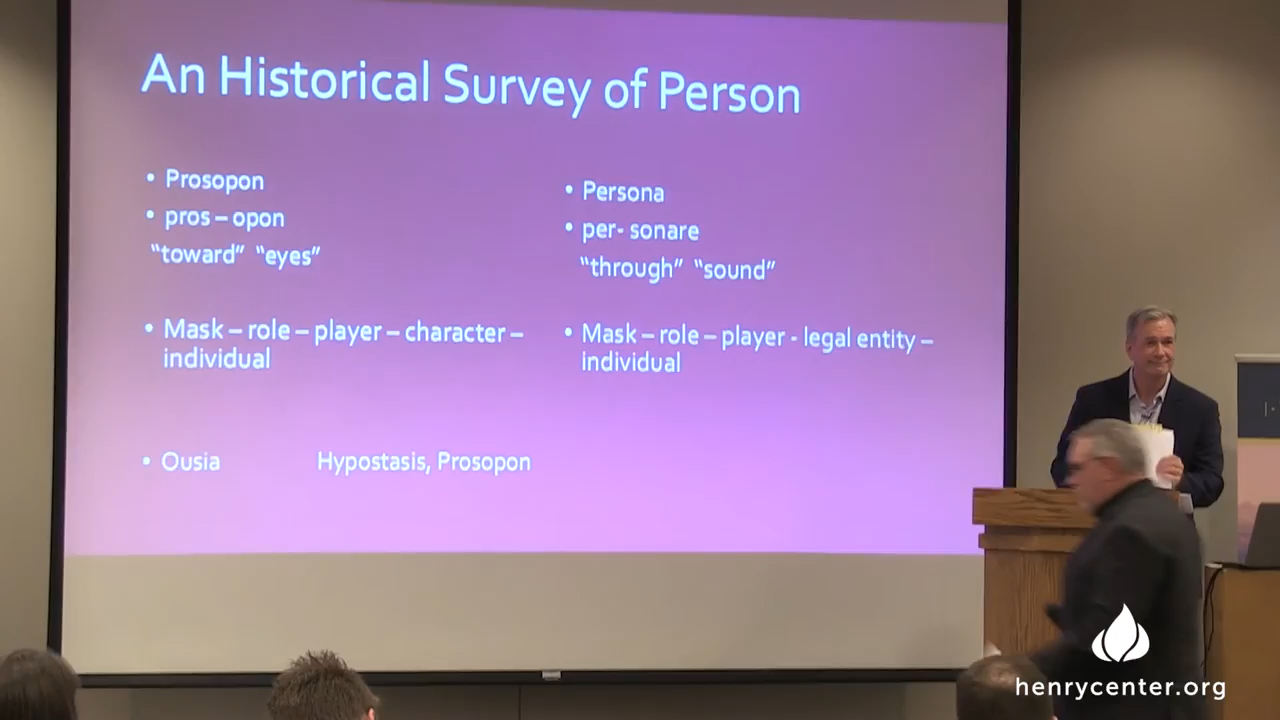 An Historical Survey of Person
• Prosopon
• pros – opon
“toward” “eyes”
• Mask – role – player – character –
individual
• Persona
• per- sonare
“through” “sound”
• Mask – role – player - legal entity –
individual
• Ousia Hypostasis, Prosopon
henrycenter.org